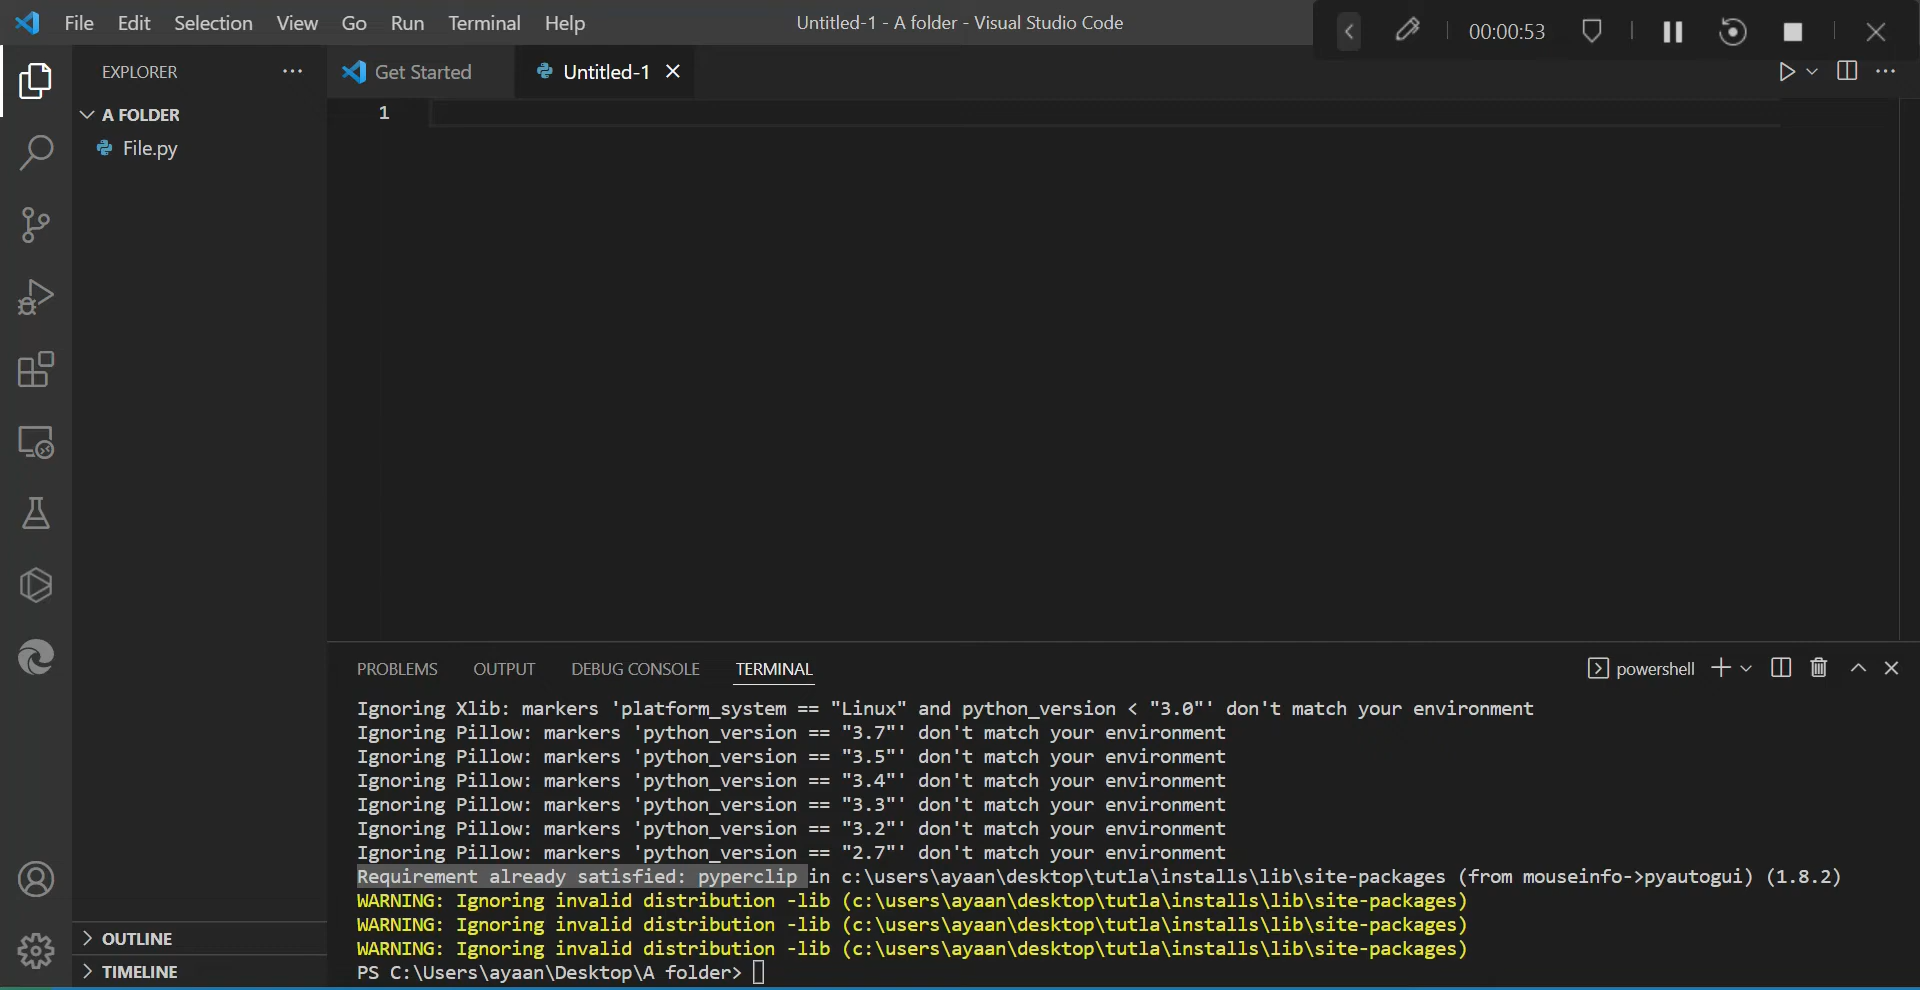 File Edit Selection View Go Run Terminal Help
Untitled-1 - A folder - Visual Studio Code
00:00:53
EXPLORER
Get Started
Untitled-1
A FOLDER
File.py
1
PROBLEMS OUTPUT DEBUG CONSOLE TERMINAL
powershell
Ignoring Xlib: markers 'platform_system == "Linux" and python_version < "3.0"' don't match your environment
Ignoring Pillow: markers 'python_version == "3.7"' don't match your environment
Ignoring Pillow: markers 'python_version == "3.5"' don't match your environment
Ignoring Pillow: markers 'python_version == "3.4"' don't match your environment
Ignoring Pillow: markers 'python_version == "3.3"' don't match your environment
Ignoring Pillow: markers 'python_version == "3.2"' don't match your environment
Ignoring Pillow: markers 'python_version == "2.7"' don't match your environment
Requirement already satisfied: pyperclip in c:\users\ayaan\desktop\tutla\installs\lib\site-packages (from mouseinfo->pyautogui) (1.8.2)
WARNING: Ignoring invalid distribution -lib (c:\users\ayaan\desktop\tutla\installs\lib\site-packages)
WARNING: Ignoring invalid distribution -lib (c:\users\ayaan\desktop\tutla\installs\lib\site-packages)
WARNING: Ignoring invalid distribution -lib (c:\users\ayaan\desktop\tutla\installs\lib\site-packages)
PS C:\Users\ayaan\Desktop\A folder>
OUTLINE
TIMELINE